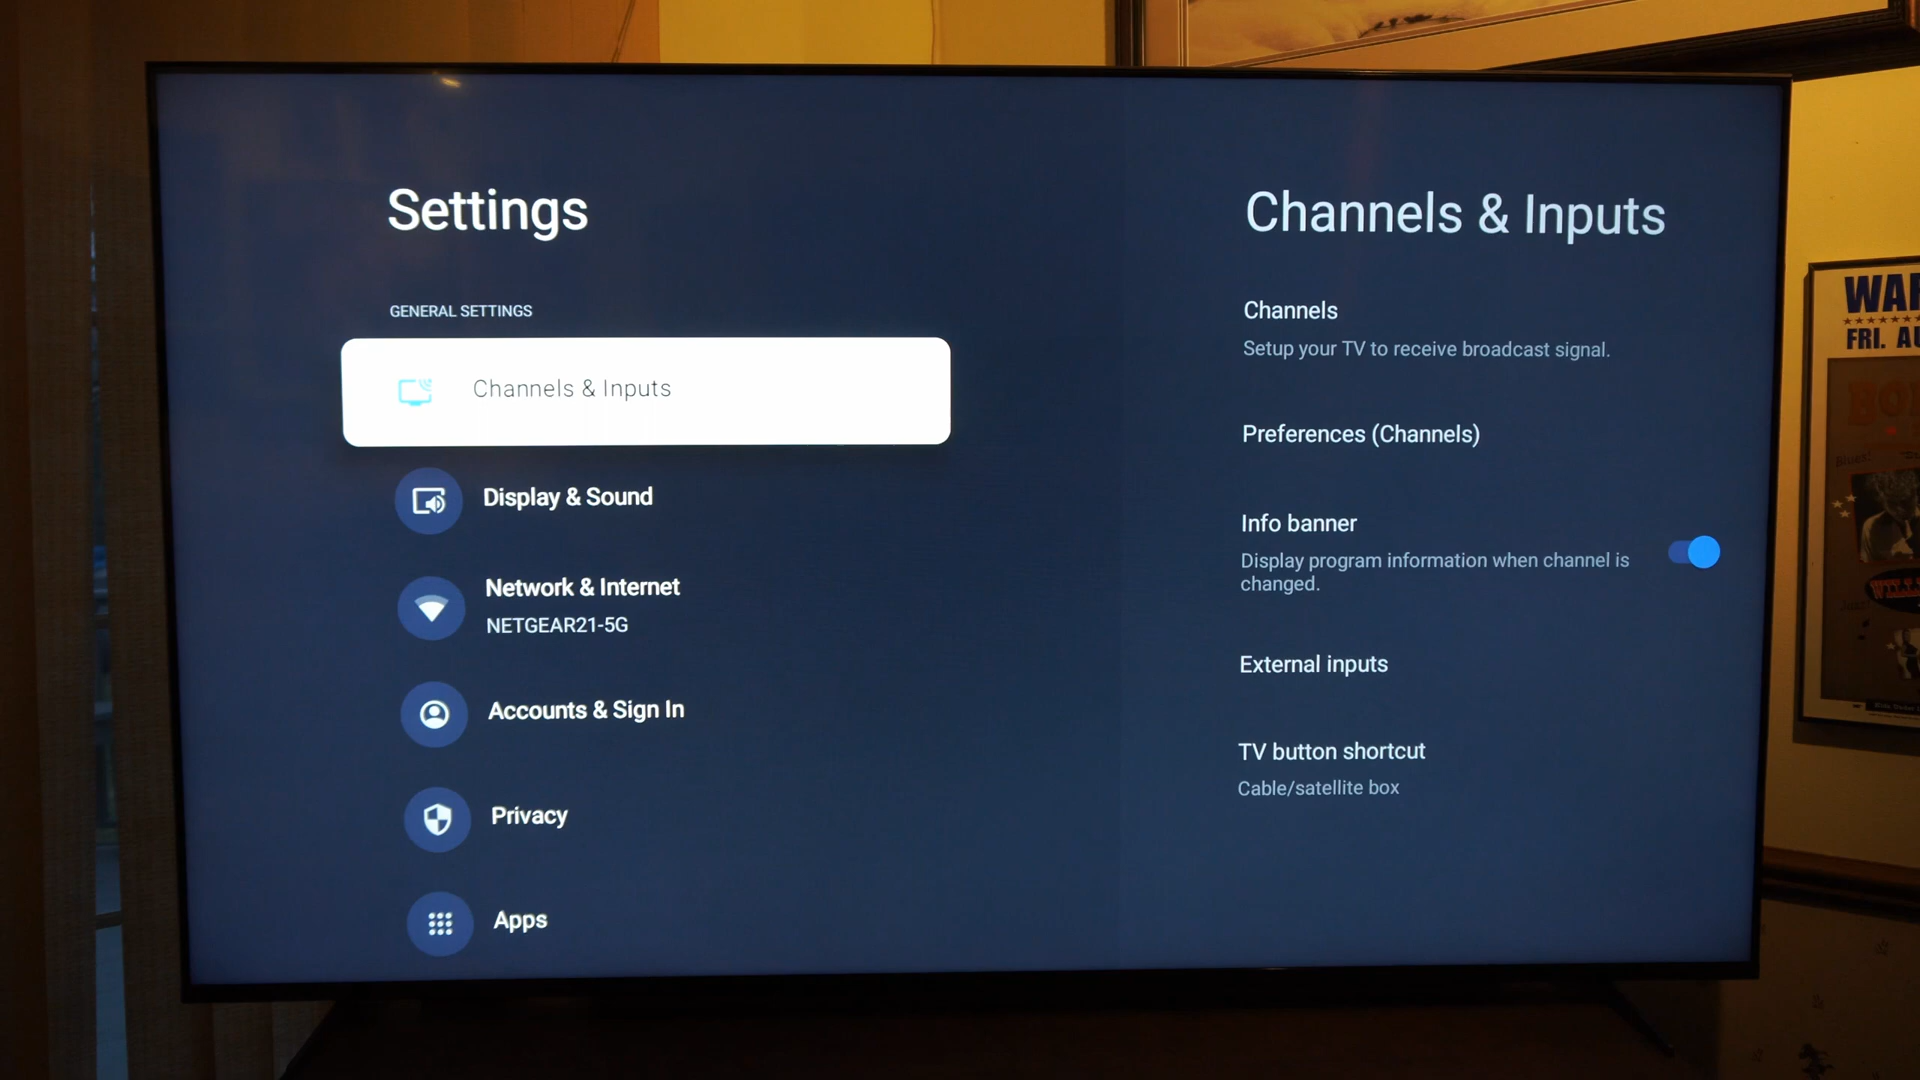 Settings
GENERAL SETTINGS
Channels & Inputs
Display & Sound
Network & Internet
NETGEAR21-5G
Accounts & Sign In
Privacy
Apps
Channels & Inputs
Channels
Setup your TV to receive broadcast signal.
Preferences (Channels)
Info banner
Display program information when channel is
changed.
External inputs
TV button shortcut
Cable/satellite box
FRI.
Blues!